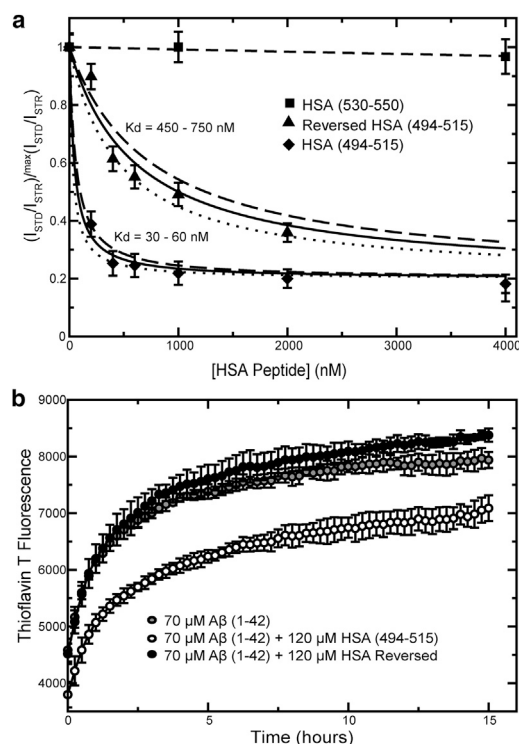 a
(ISTD/ISTR)/max(ISTD/ISTR)
1
0.8
0.6
0.4
0.2
0
Kd = 450 - 750 nM
Kd = 30 - 60 nM
HSA (530-550)
Reversed HSA (494-515)
HSA (494-515)
0 1000 2000 3000 4000
[HSA Peptide] (nM)
b
Thioflavin T Fluorescence
9000
8000
7000
6000
5000
4000
70 µM Aβ (1-42)
70 µM Aβ (1-42) + 120 µM HSA (494-515)
70 µM Aβ (1-42) + 120 µM HSA Reversed
0 5 10 15
Time (hours)